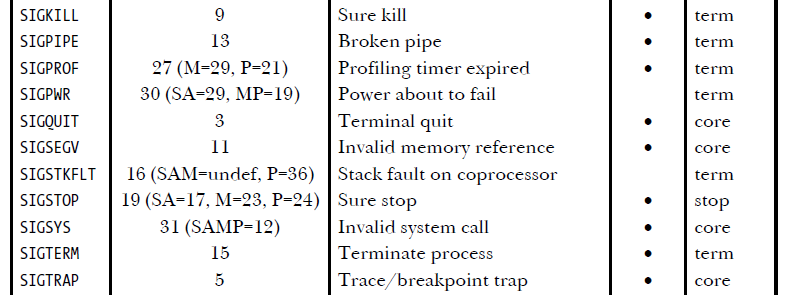 SIGKILL 9 Sure kill • term
SIGPIPE 13 Broken pipe • term
SIGPROF 27 (M=29, P=21) Profiling timer expired • term
SIGPWR 30 (SA=29, MP=19) Power about to fail term
SIGQUIT 3 Terminal quit • core
SIGSEGV 11 Invalid memory reference • core
SIGSTKFLT 16 (SAM=undef, P=36) Stack fault on coprocessor term
SIGSTOP 19 (SA=17, M=23, P=24) Sure stop • stop
SIGSYS 31 (SAMP=12) Invalid system call • core
SIGTERM 15 Terminate process • term
SIGTRAP 5 Trace/breakpoint trap • core